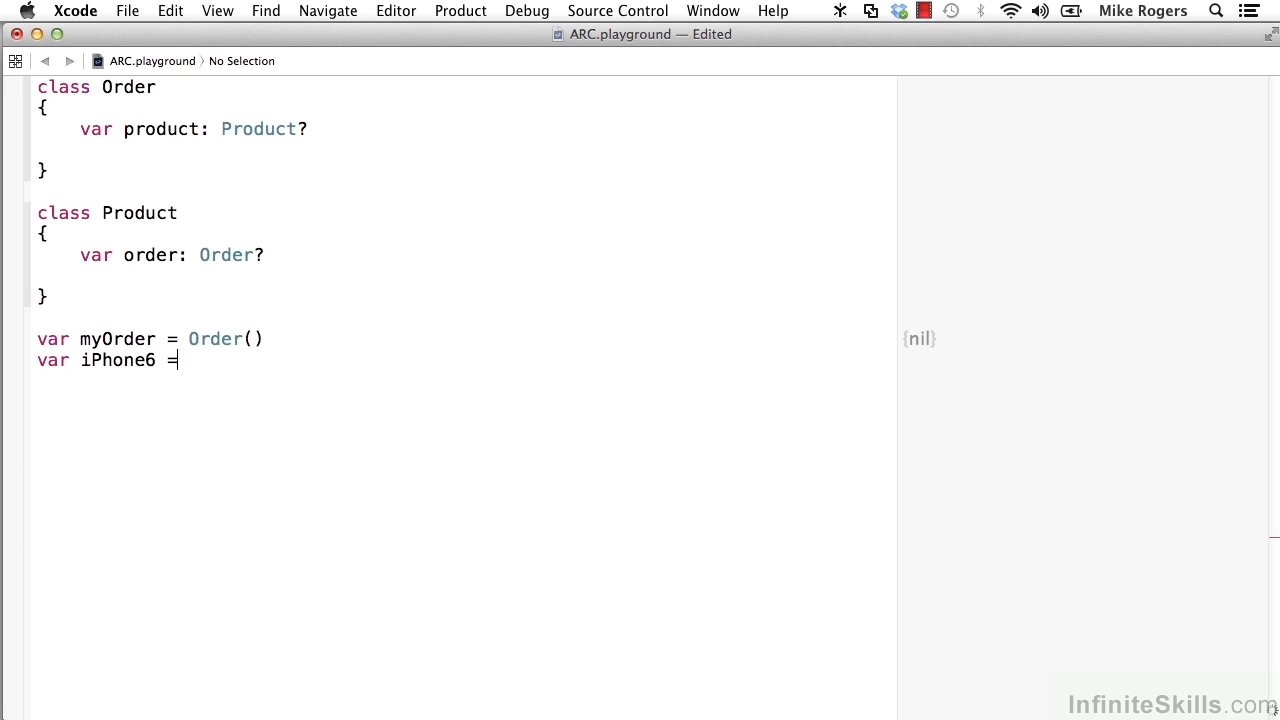 Xcode File Edit View Find Navigate Editor Product Debug Source Control Window Help Mike Rogers
ARC.playground — Edited
ARC.playground 〉 No Selection
class Order
{
    var product: Product?
}
class Product
{
    var order: Order?
}
var myOrder = Order()
{nil}
var iPhone6 =
InfiniteSkills.com